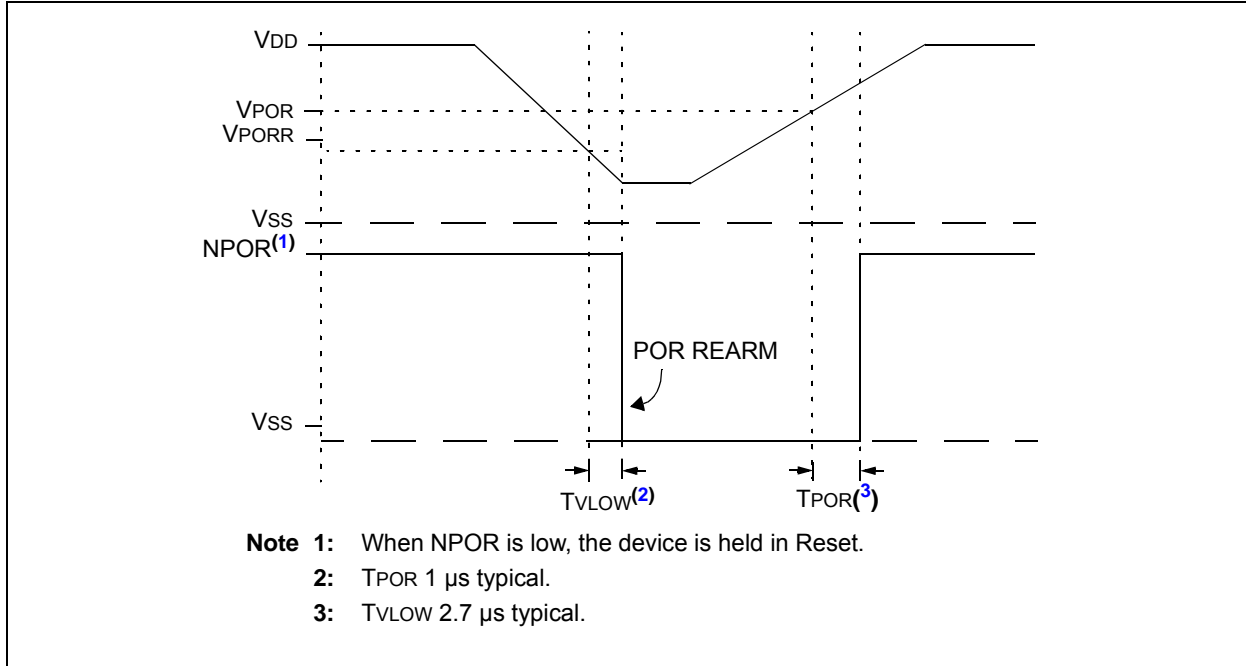 VDD
VPOR
VPORR
VSS
NPOR(1)
POR REARM
VSS
TVLOW(2)
TPOR(3)
Note 1: When NPOR is low, the device is held in Reset.
2: TPOR 1 µs typical.
3: TVLOW 2.7 µs typical.